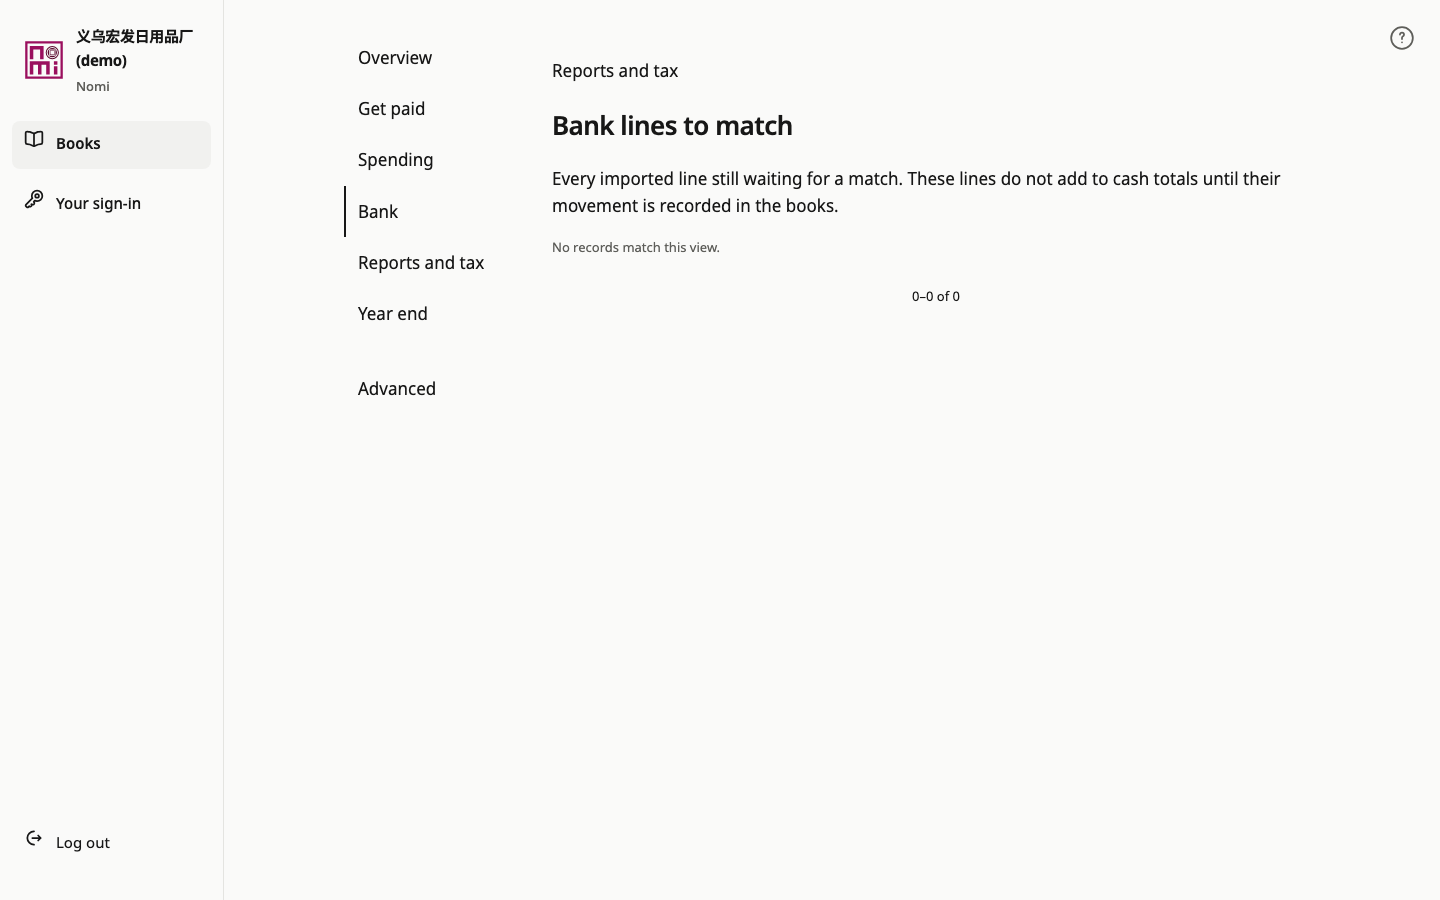 义乌宏发日用品厂
(demo)
Nomi
Books
Your sign-in
Log out
Overview
Get paid
Spending
Bank
Reports and tax
Year end
Advanced
Reports and tax
Bank lines to match
Every imported line still waiting for a match. These lines do not add to cash totals until their
movement is recorded in the books.
No records match this view.
0–0 of 0